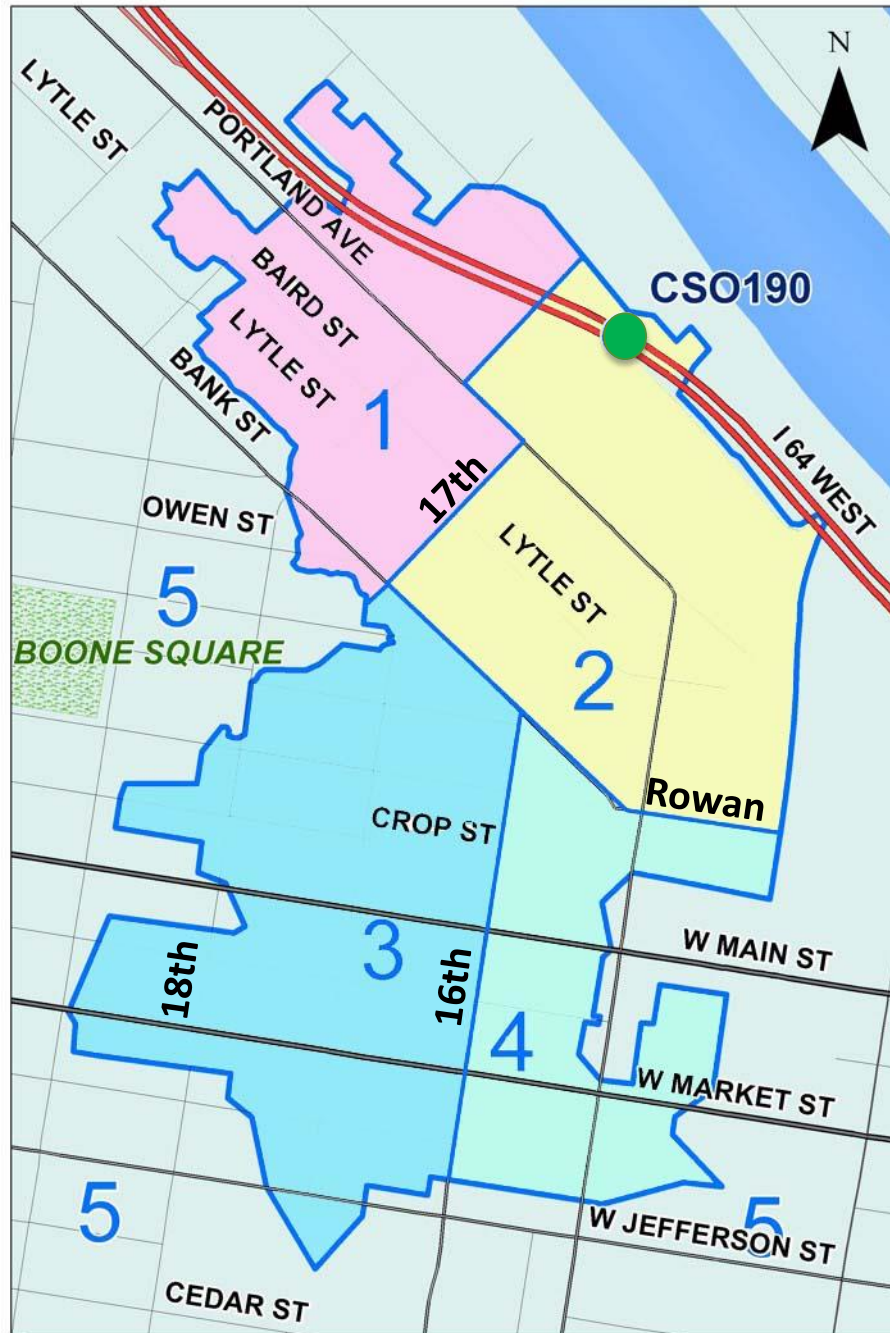 N
LYTLE ST
PORTLAND AVE
CSO190
BAIRD ST
LYTLE ST
BANK ST
1
I 64 WEST
17th
OWEN ST
LYTLE ST
5
BOONE SQUARE
2
Rowan
CROP ST
W MAIN ST
3
18th
16th
4
W MARKET ST
5
W JEFFERSON ST
5
CEDAR ST